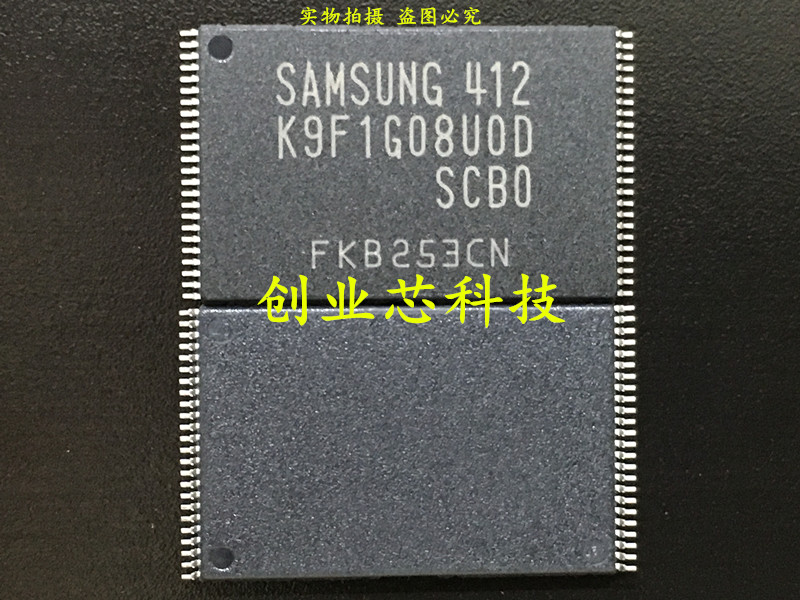 实物拍摄 盗图必究
SAMSUNG 412
K9F1G08U0D
SCB0
FKB253CN
创业芯科技